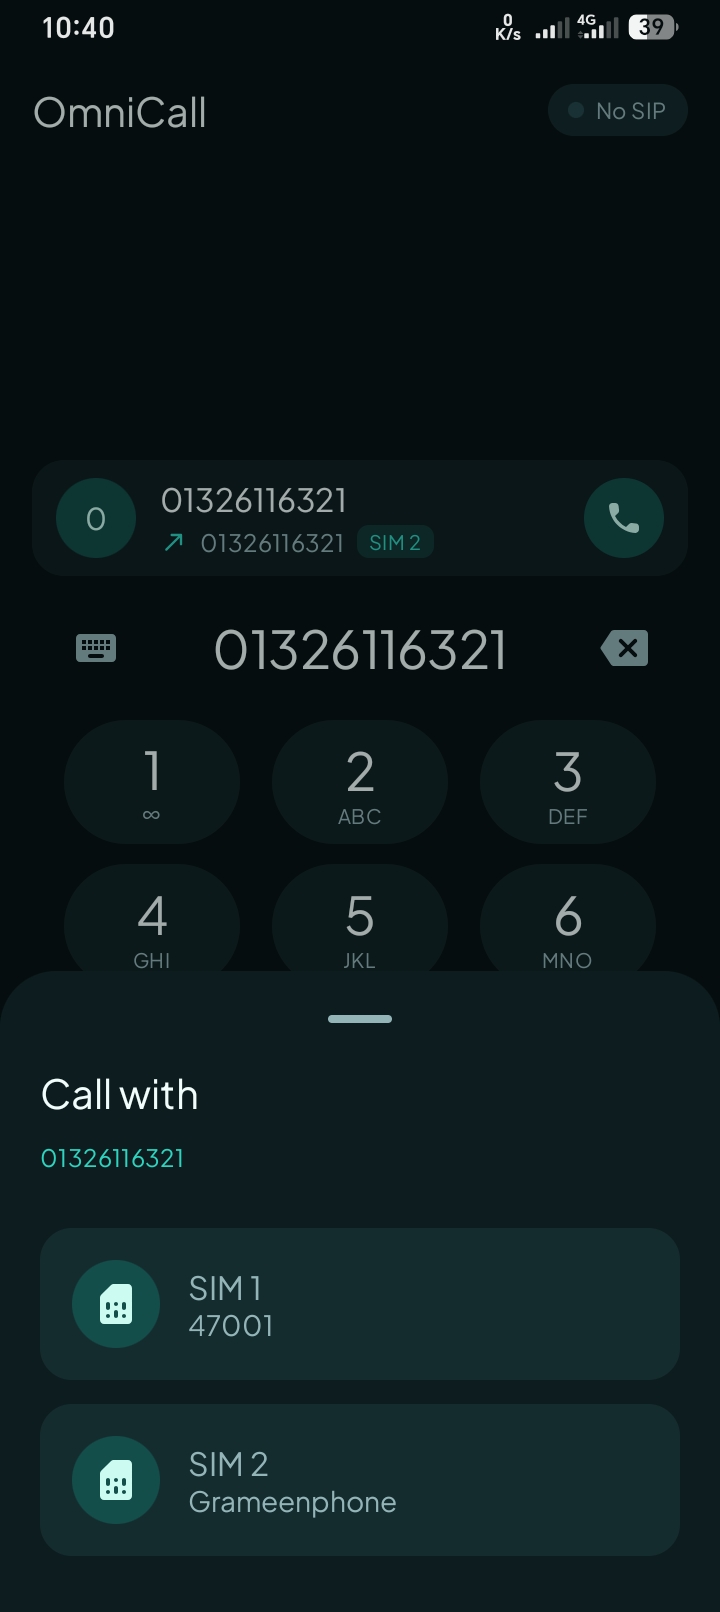 10:40
0
K/s
4G
39
OmniCall
No SIP
0
01326116321
01326116321 SIM 2
01326116321
1
∞
2
ABC
3
DEF
4
GHI
5
JKL
6
MNO
Call with
01326116321
SIM 1
47001
SIM 2
Grameenphone